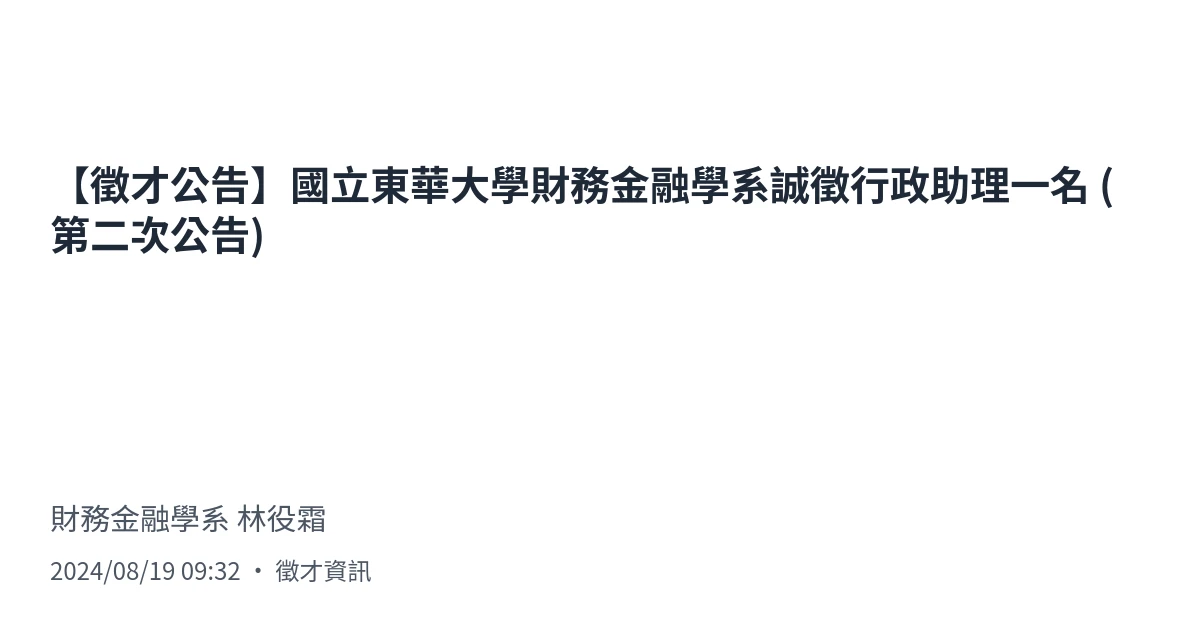 【徵才公告】國立東華大學財務金融學系誠徵行政助理一名 (
第二次公告)
財務金融學系 林役霜
2024/08/19 09:32 ・ 徵才資訊